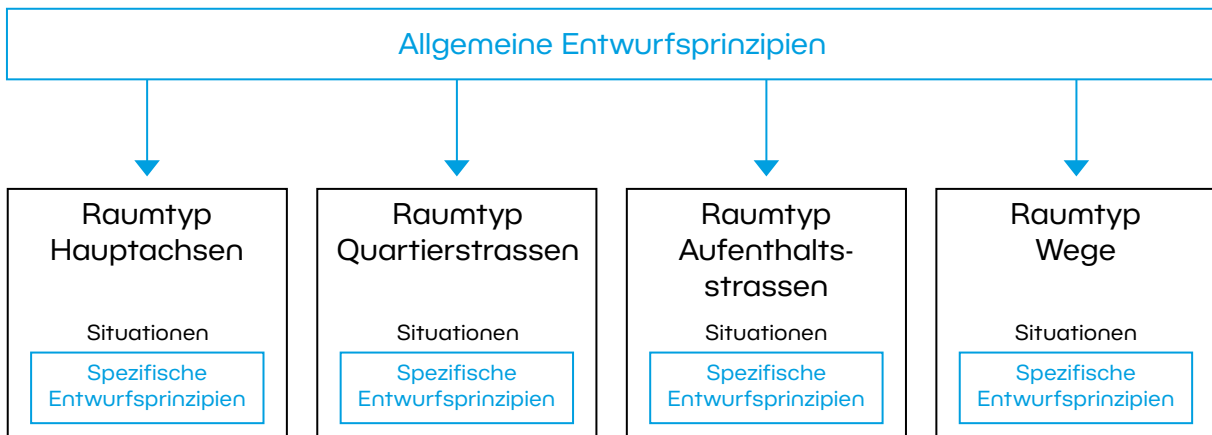 Allgemeine Entwurfsprinzipien
Raumtyp
Hauptachsen
Situationen
Spezifische
Entwurfsprinzipien
Raumtyp
Quartierstrassen
Situationen
Spezifische
Entwurfsprinzipien
Raumtyp
Aufenthalts-
strassen
Situationen
Spezifische
Entwurfsprinzipien
Raumtyp
Wege
Situationen
Spezifische
Entwurfsprinzipien